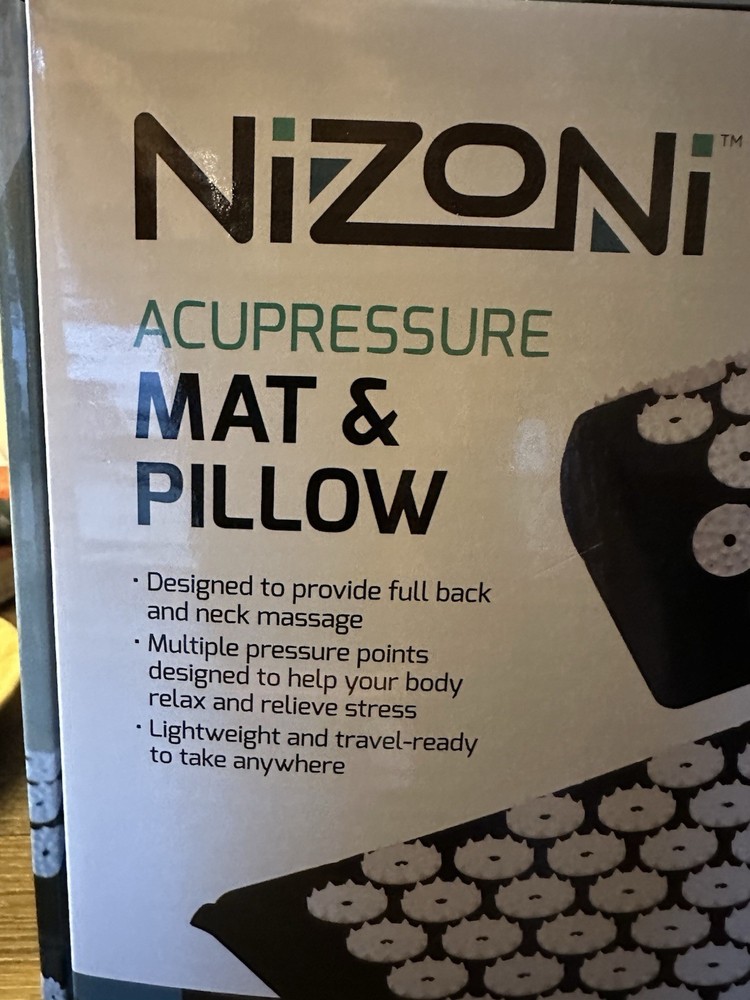 NiZONi™
ACUPRESSURE
MAT &
PILLOW
· Designed to provide full back
and neck massage
· Multiple pressure points
designed to help your body
relax and relieve stress
· Lightweight and travel-ready
to take anywhere